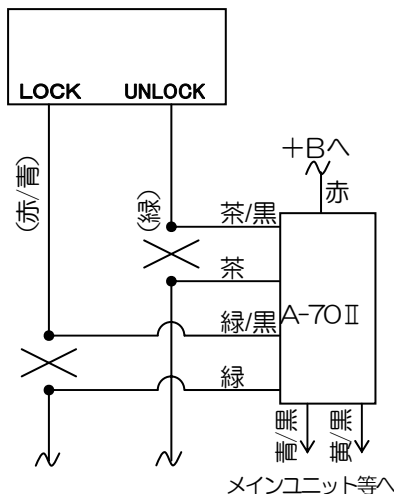 LOCK
UNLOCK
+Bへ
赤
(赤/青)
(緑)
茶/黒
茶
緑/黒
緑
A-70Ⅱ
青/黒
黄/黒
メインユニット等へ